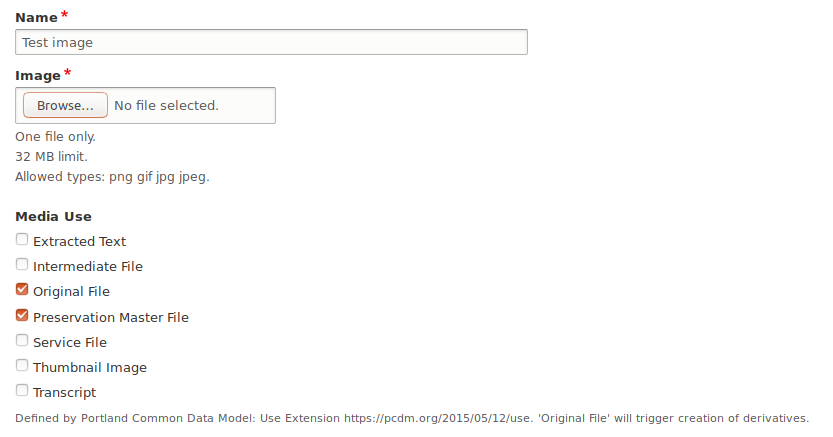 Name *
Test image
Image *
Browse... No file selected.
One file only.
32 MB limit.
Allowed types: png gif jpg jpeg.
Media Use
Extracted Text
Intermediate File
Original File
Preservation Master File
Service File
Thumbnail Image
Transcript
Defined by Portland Common Data Model: Use Extension https://pcdm.org/2015/05/12/use. 'Original File' will trigger creation of derivatives.